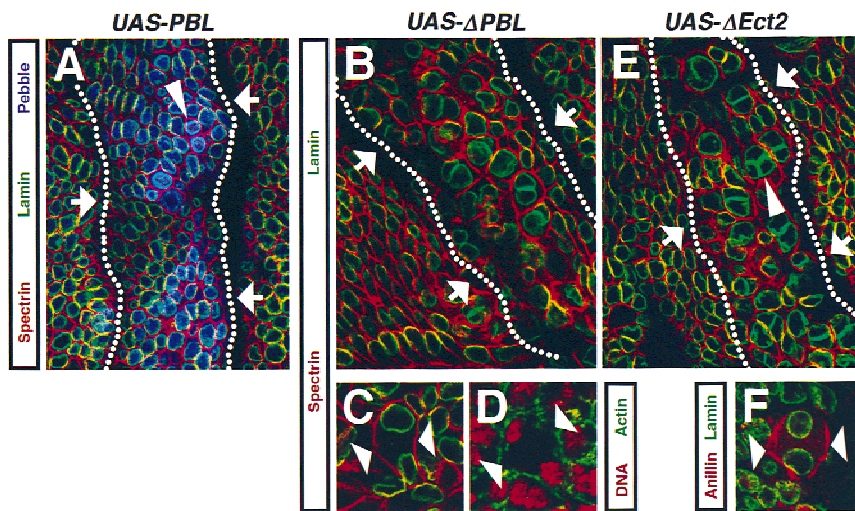 UAS-PBL
UAS-ΔPBL
UAS-ΔEct2
Spectrin Lamin Pebble
A
Spectrin Lamin
B
E
C
D
DNA Actin
Anillin Lamin
F